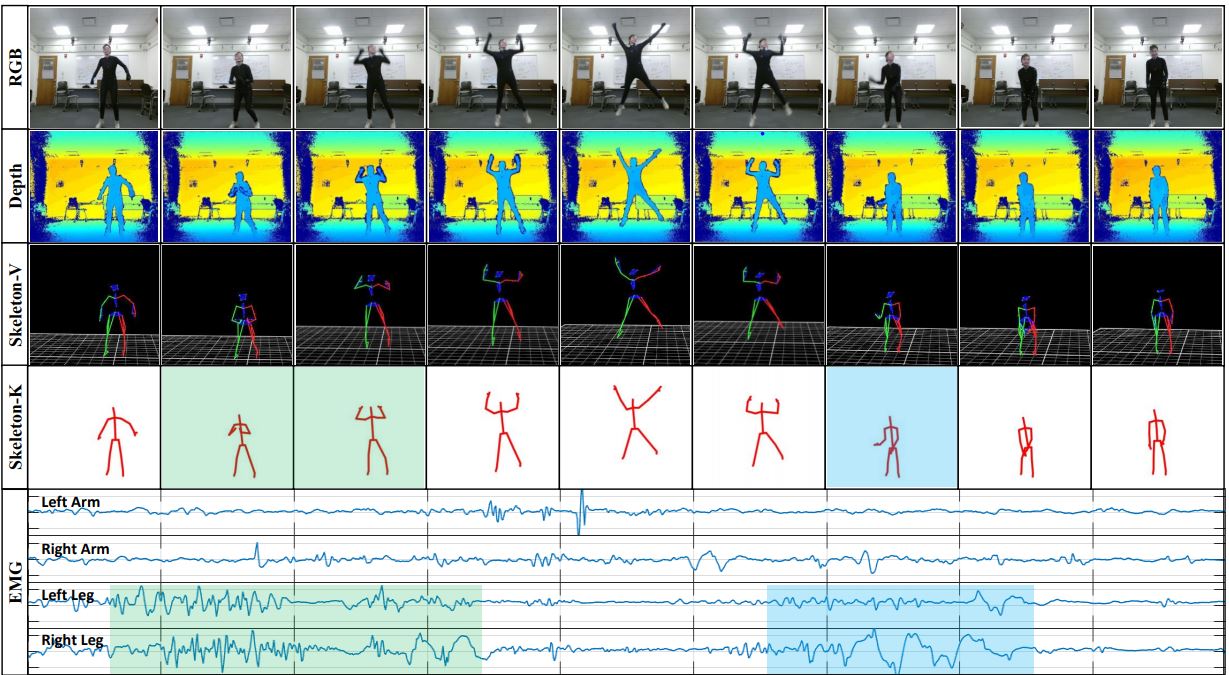 RGB
Depth
Skeleton-V
Skeleton-K
EMG
Left Arm
Right Arm
Left Leg
Right Leg